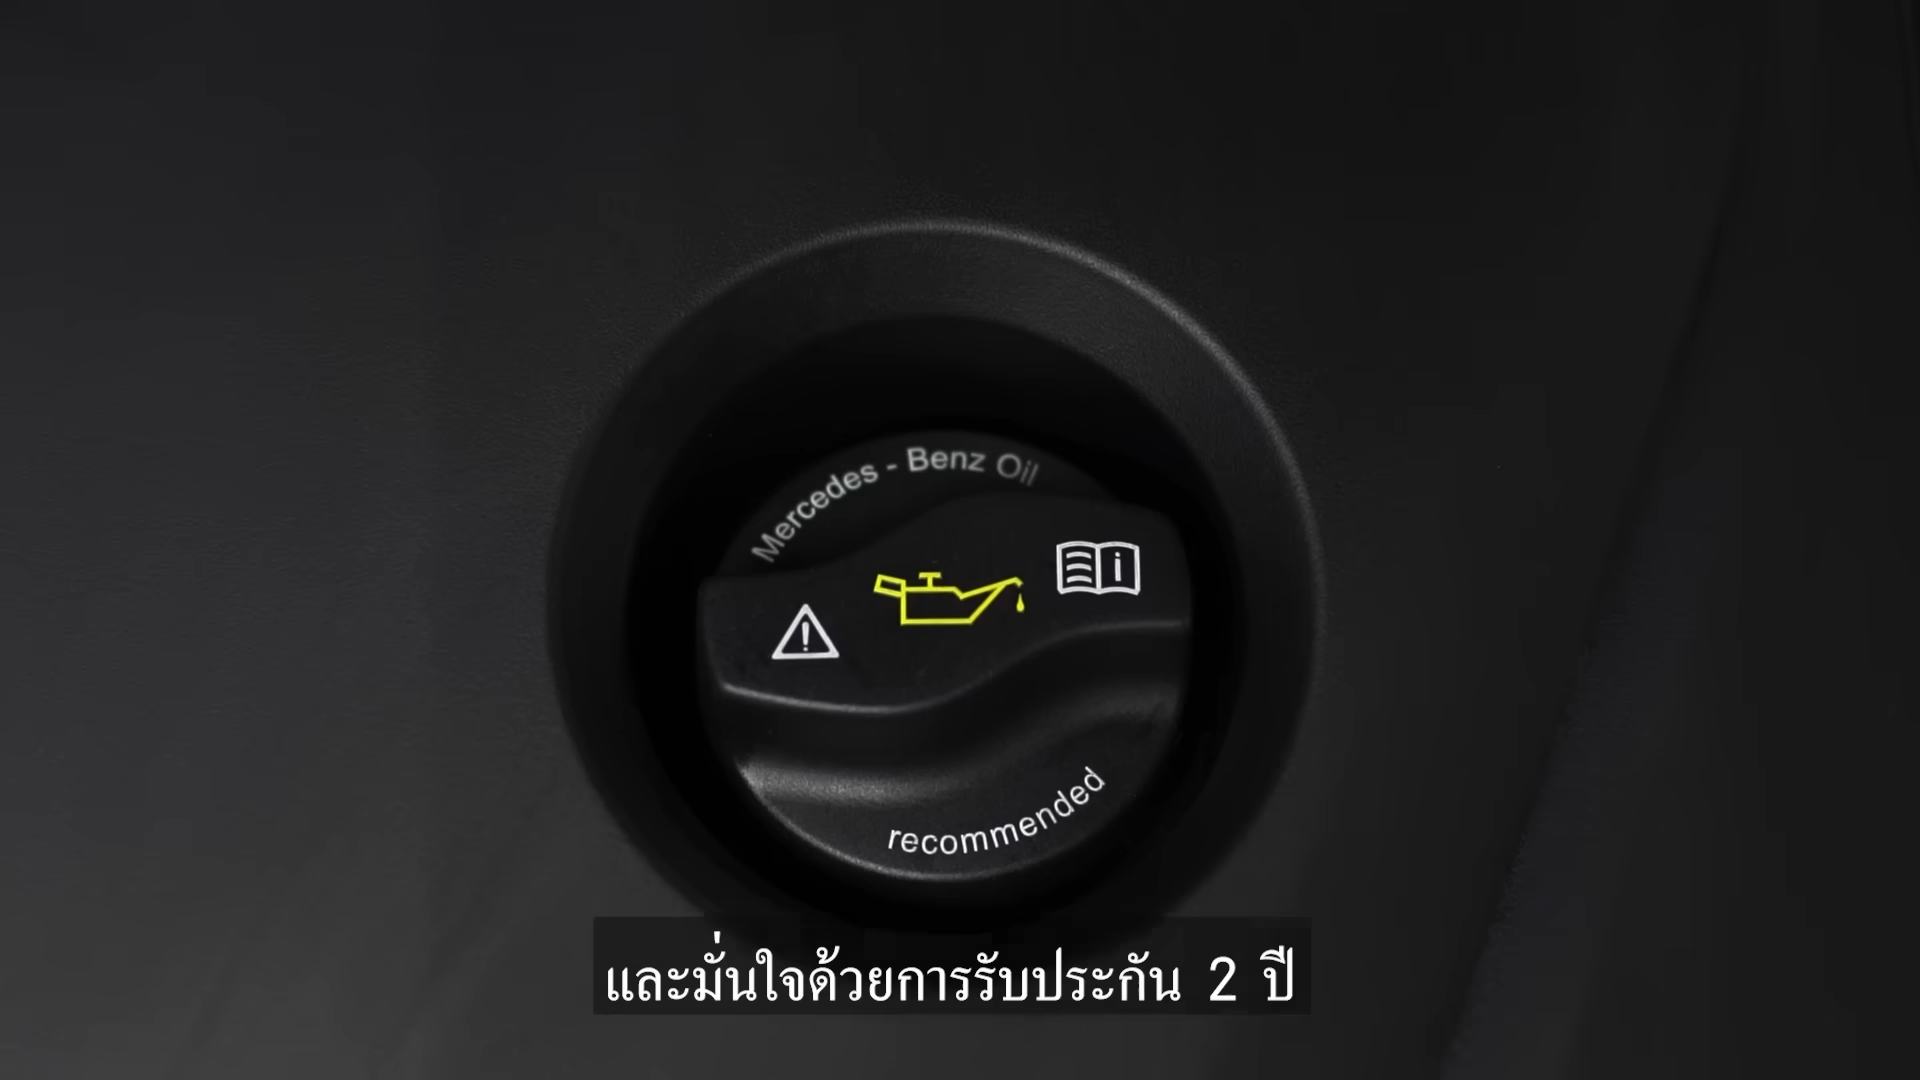 Mercedes - Benz Oil
recommended
และมั่นใจด้วยการรับประกัน 2 ปี